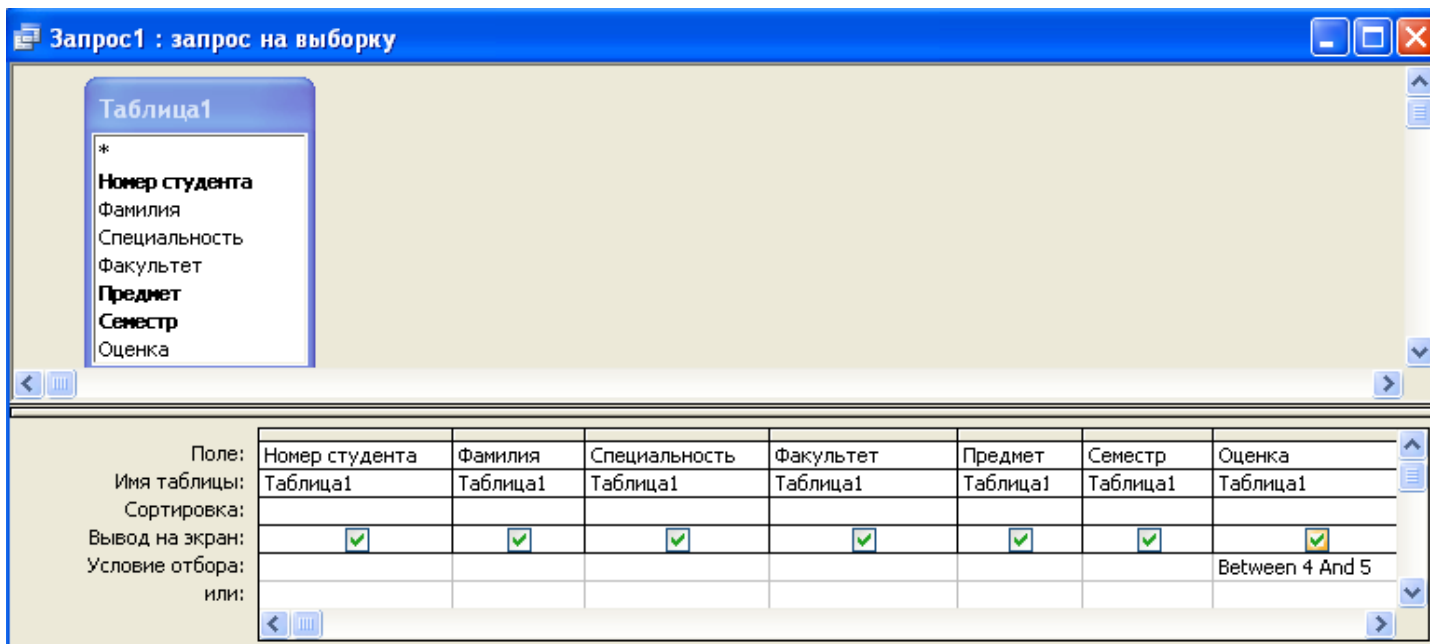 Запрос1 : запрос на выборку
Таблица1
*
Номер студента
Фамилия
Специальность
Факультет
Предмет
Семестр
Оценка
Поле: Номер студента Фамилия Специальность Факультет Предмет Семестр Оценка
Имя таблицы: Таблица1 Таблица1 Таблица1 Таблица1 Таблица1 Таблица1 Таблица1
Сортировка:
Вывод на экран:
Условие отбора: Between 4 And 5
или: